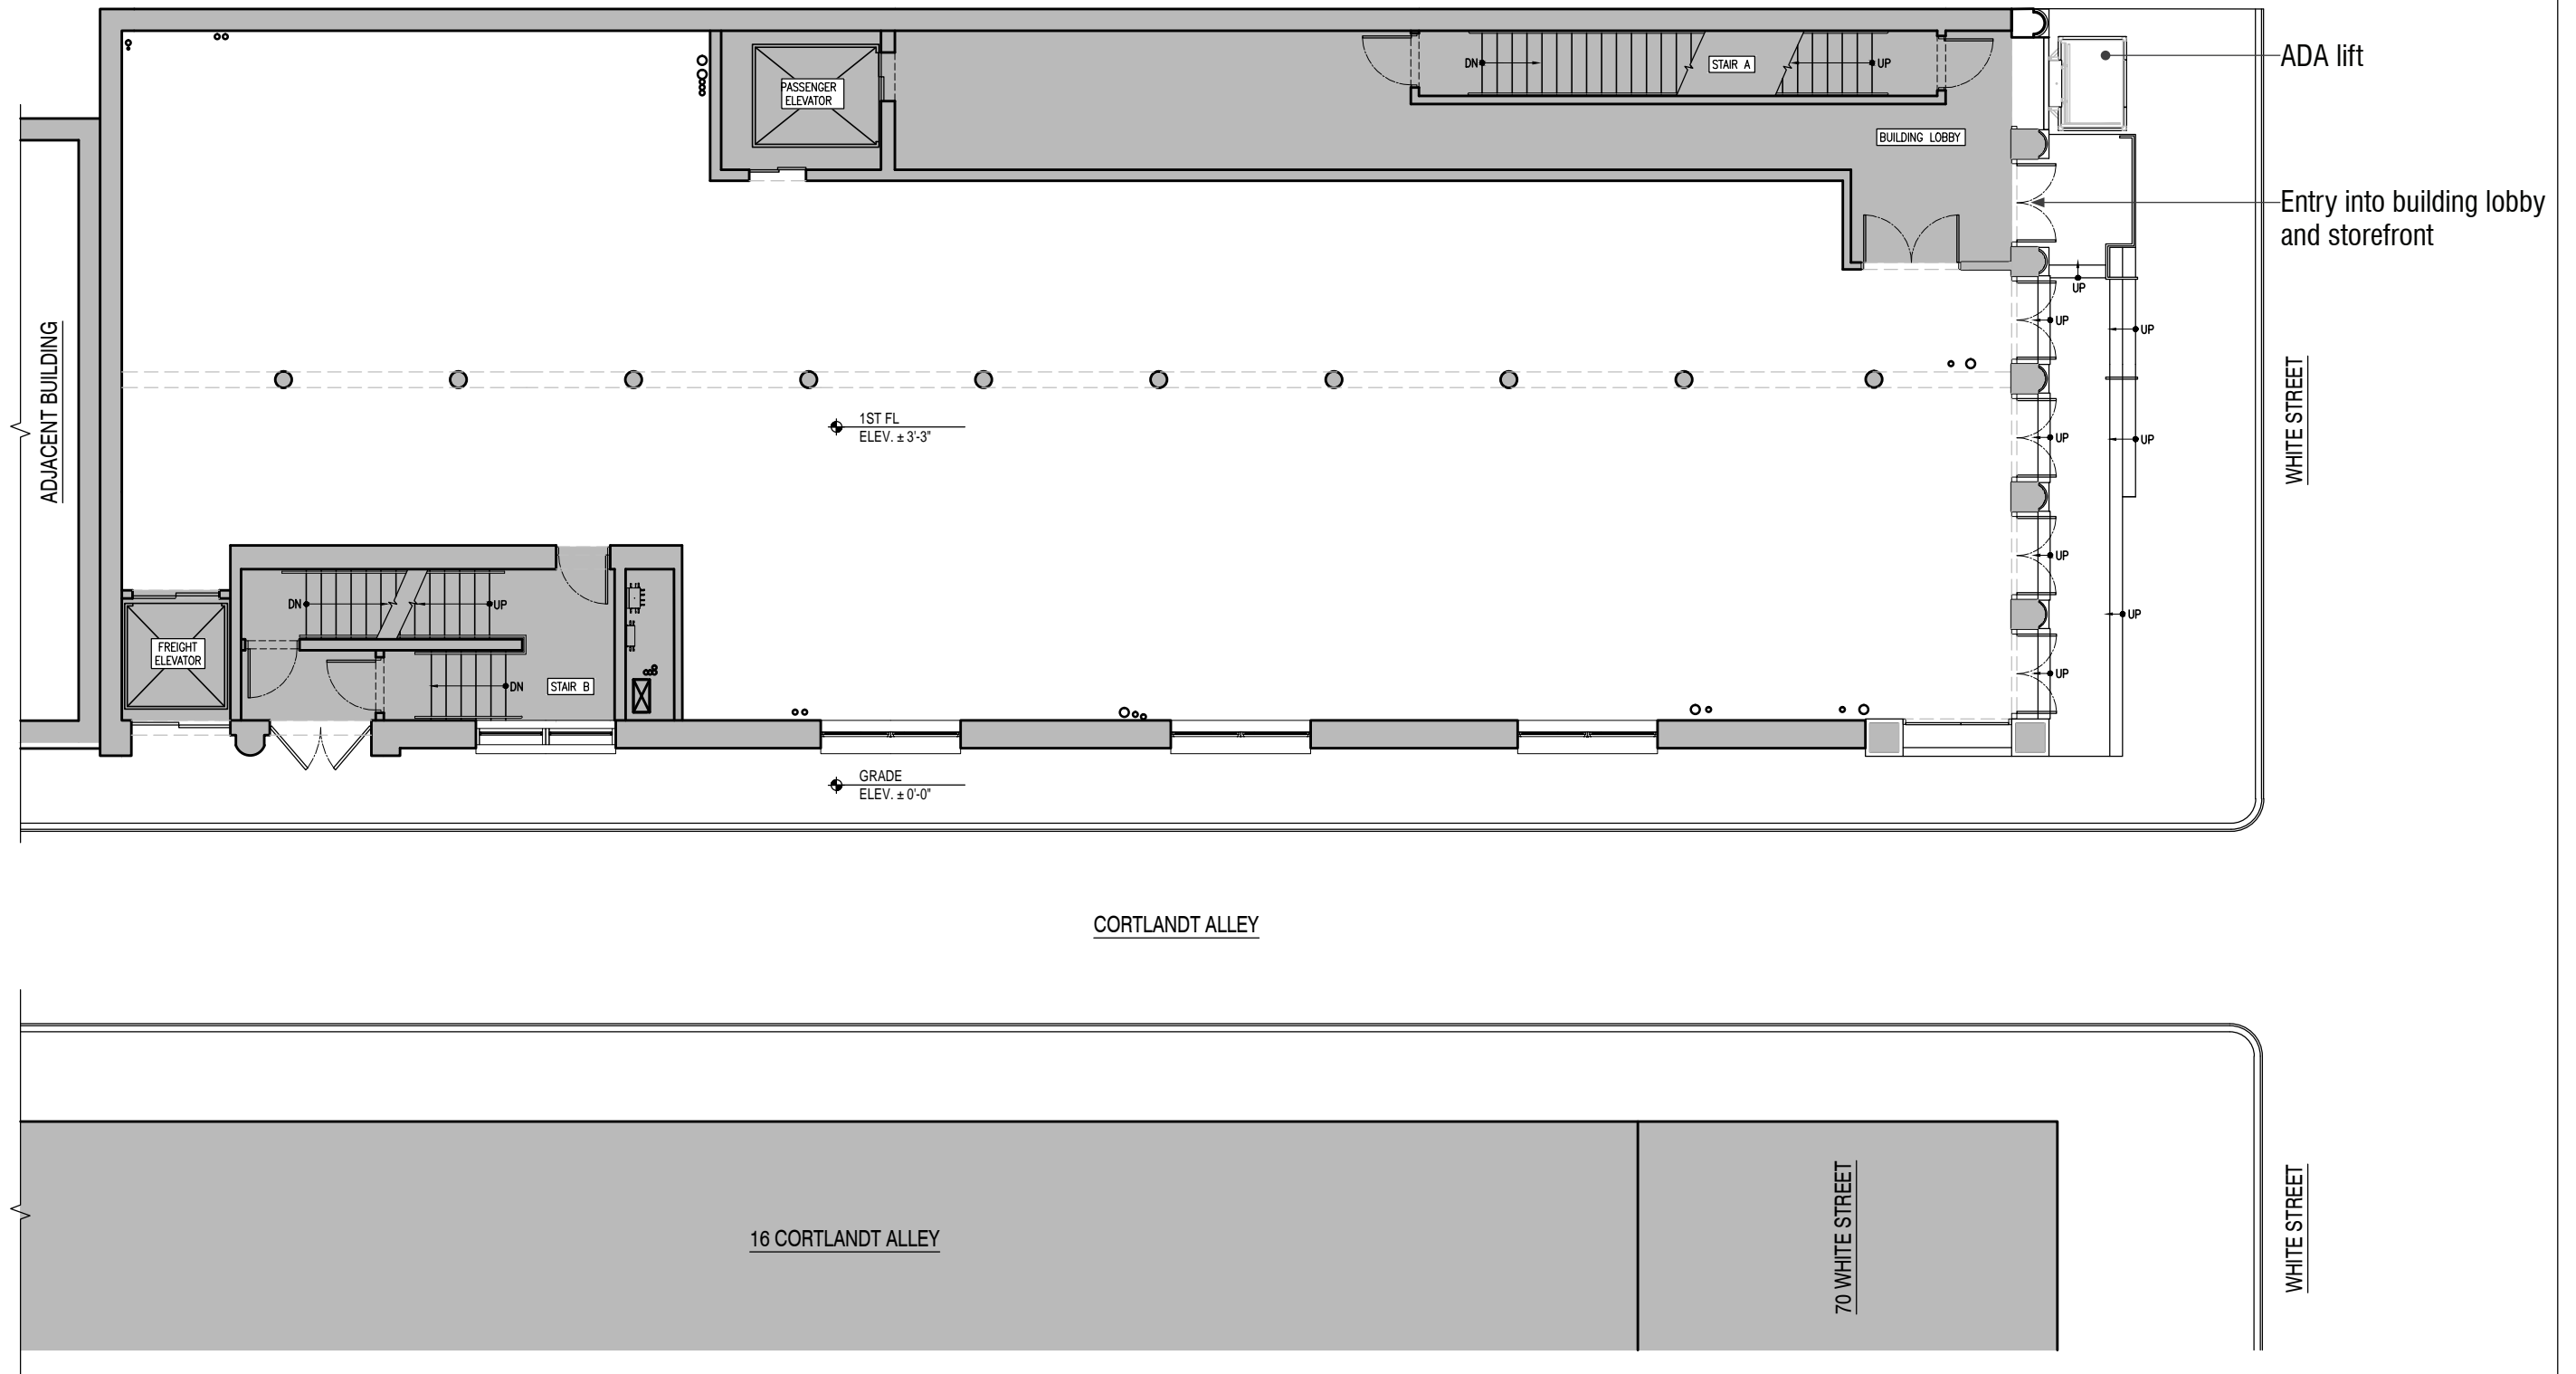 ADA lift
PASSENGER
ELEVATOR
DN
STAIR A
UP
BUILDING LOBBY
Entry into building lobby
and storefront
UP
UP
UP
ADJACENT BUILDING
WHITE STREET
1ST FL
ELEV. ± 3'-3"
UP
UP
UP
DN
UP
UP
FREIGHT
ELEVATOR
DN
STAIR B
UP
GRADE
ELEV. ± 0'-0"
CORTLANDT ALLEY
16 CORTLANDT ALLEY
70 WHITE STREET
WHITE STREET